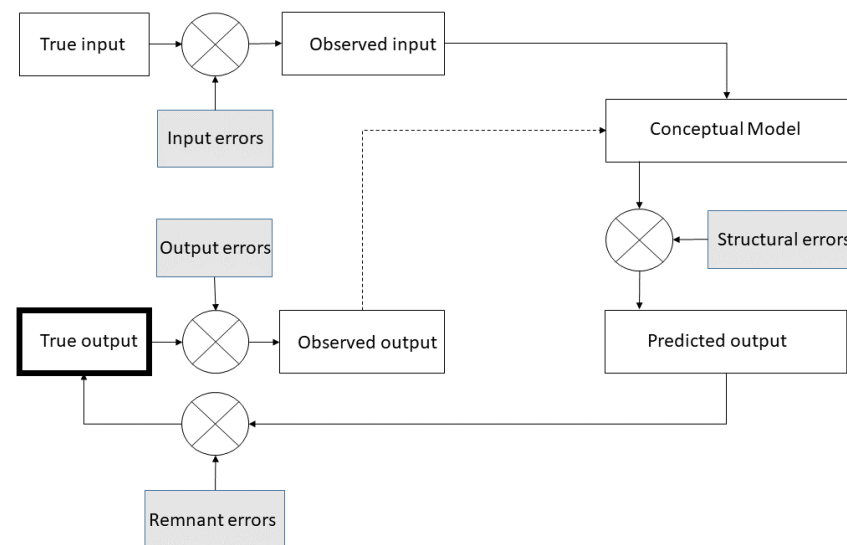 True input
Observed input
Input errors
Conceptual Model
Output errors
Structural errors
True output
Observed output
Predicted output
Remnant errors